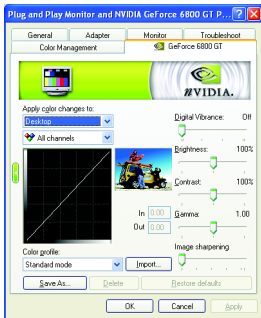 Plug and Play Monitor and NVIDIA GeForce 6800 GT P...
General Adapter Monitor Troubleshoot
Color Management GeForce 6800 GT
NVIDIA.
Apply color changes to:
Desktop
All channels
Digital Vibrance: Off
Brightness: 100%
Contrast: 100%
In 0.00 Gamma: 1.00
Out 0.00
Image sharpening
Color profile:
Standard mode Import...
Save As... Delete Restore defaults
OK Cancel Apply